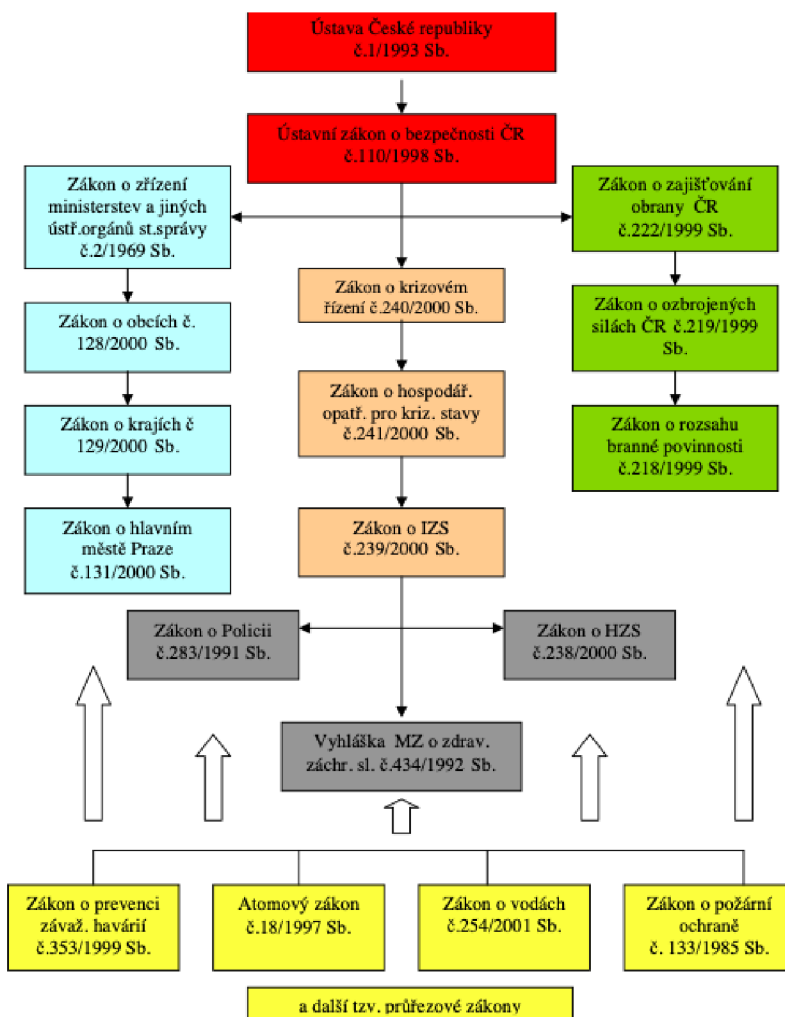 Ústava České republiky
č.1/1993 Sb.
Ústavní zákon o bezpečnosti ČR
č.110/1998 Sb.
Zákon o zřízení
ministerstev a jiných
ústř.orgánů st.správy
č.2/1969 Sb.
Zákon o zajišťování
obrany ČR
č.222/1999 Sb.
Zákon o krizovém
řízení č.240/2000 Sb.
Zákon o obcích č.
128/2000 Sb.
Zákon o ozbrojených
silách ČR č.219/1999
Sb.
Zákon o hospodář.
opatř. pro kriz. stavy
č.241/2000 Sb.
Zákon o krajích č
129/2000 Sb.
Zákon o rozsahu
branné povinnosti
č.218/1999 Sb.
Zákon o hlavním
městě Praze
č.131/2000 Sb.
Zákon o IZS
č.239/2000 Sb.
Zákon o Policii
č.283/1991 Sb.
Zákon o HZS
č.238/2000 Sb.
Vyhláška MZ o zdrav.
záchr. sl. č.434/1992 Sb.
Zákon o prevenci
závaž. havárií
č.353/1999 Sb.
Atomový zákon
č.18/1997 Sb.
Zákon o vodách
č.254/2001 Sb.
Zákon o požární
ochraně
č. 133/1985 Sb.
a další tzv. průřezové zákony